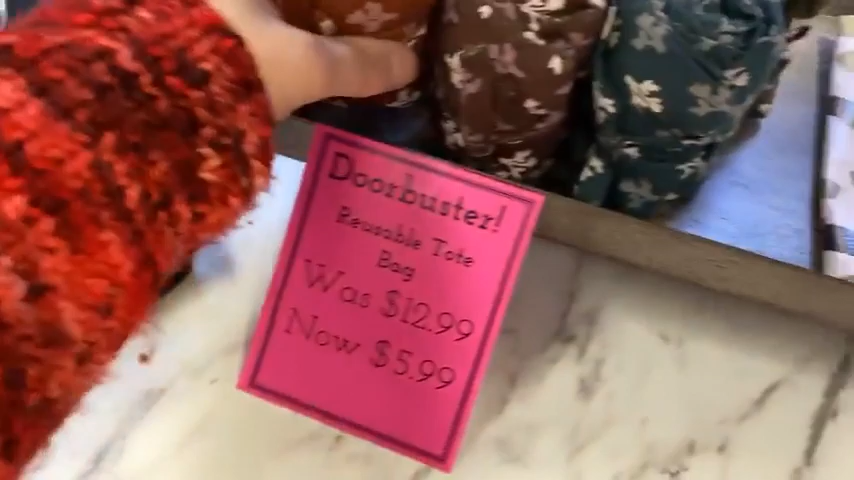 Doorbuster!
Reusable Tote
Bag
Was $12.99
Now $5.99